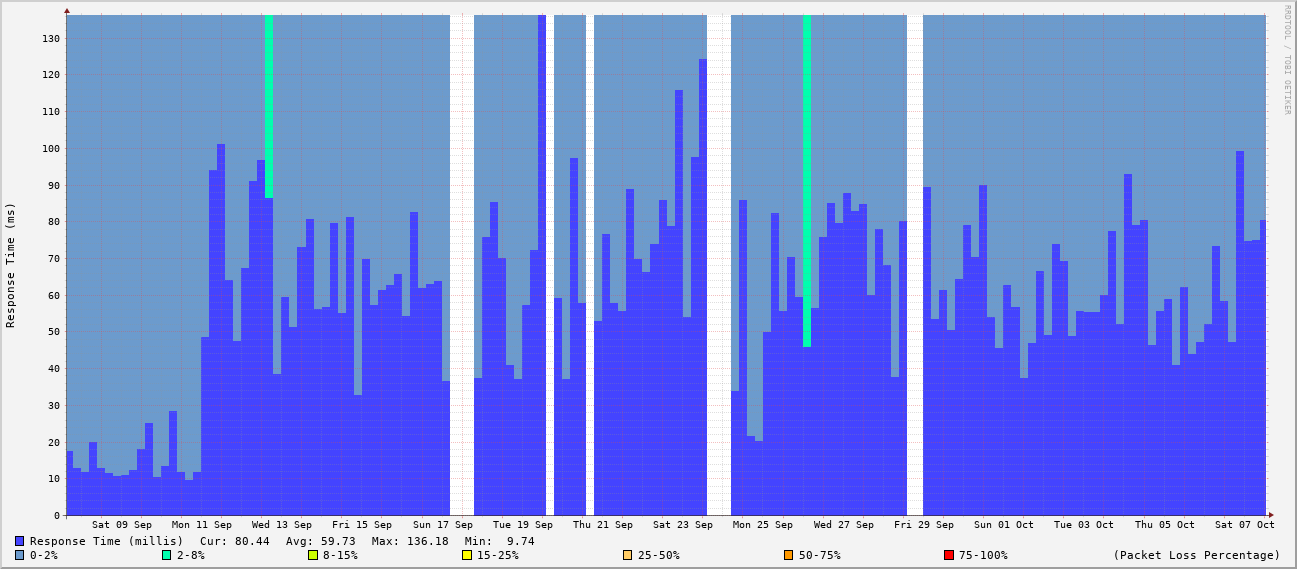 RRDTOOL / TOBI OETIKER
Response Time (ms)
130
120
110
100
90
80
70
60
50
40
30
20
10
0
Sat 09 Sep Mon 11 Sep Wed 13 Sep Fri 15 Sep Sun 17 Sep Tue 19 Sep Thu 21 Sep Sat 23 Sep Mon 25 Sep Wed 27 Sep Fri 29 Sep Sun 01 Oct Tue 03 Oct Thu 05 Oct Sat 07 Oct
Response Time (millis) Cur: 80.44 Avg: 59.73 Max: 136.18 Min: 9.74
0-2% 2-8% 8-15% 15-25% 25-50% 50-75% 75-100% (Packet Loss Percentage)